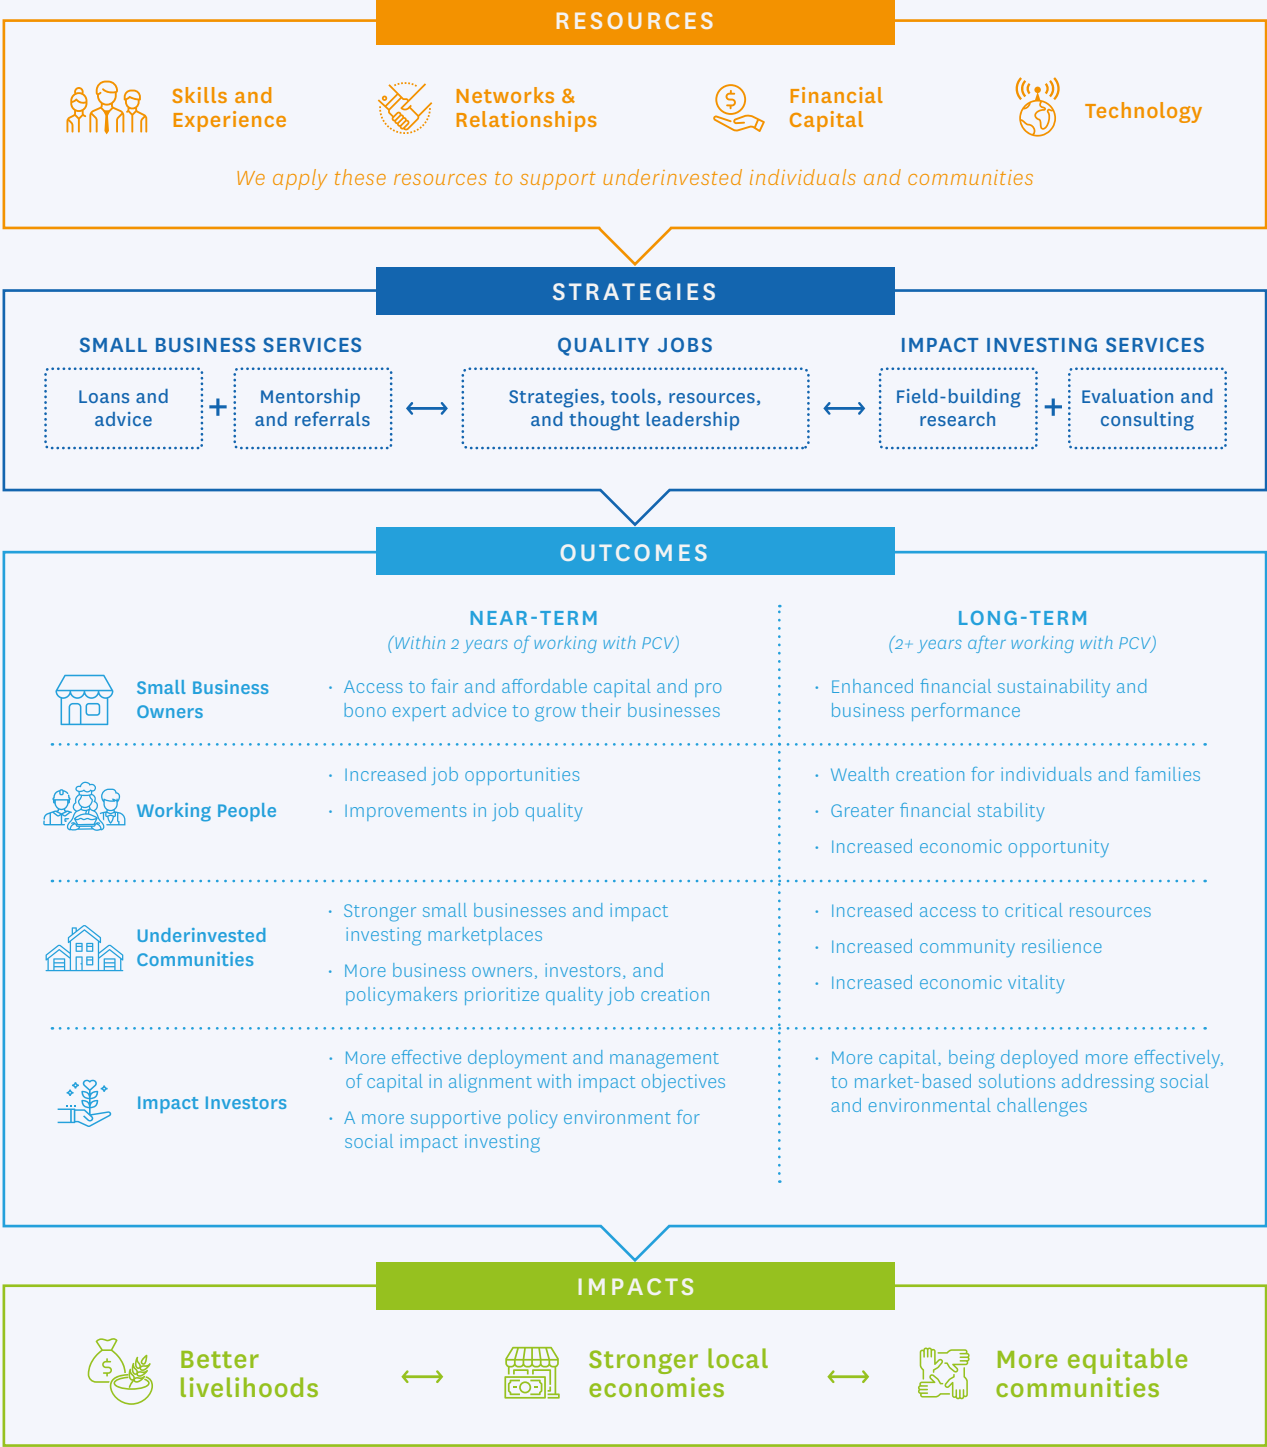 RESOURCES
Skills and
Experience
Networks &
Relationships
Financial
Capital
Technology
We apply these resources to support underinvested individuals and communities
STRATEGIES
SMALL BUSINESS SERVICES
Loans and
advice
+
Mentorship
and referrals
QUALITY JOBS
Strategies, tools, resources,
and thought leadership
IMPACT INVESTING SERVICES
Field-building
research
+
Evaluation and
consulting
OUTCOMES
NEAR-TERM
(Within 2 years of working with PCV)
LONG-TERM
(2+ years after working with PCV)
Small Business
Owners
· Access to fair and affordable capital and pro
bono expert advice to grow their businesses
· Enhanced financial sustainability and
business performance
Working People
· Increased job opportunities
· Improvements in job quality
· Wealth creation for individuals and families
· Greater financial stability
· Increased economic opportunity
Underinvested
Communities
· Stronger small businesses and impact
investing marketplaces
· More business owners, investors, and
policymakers prioritize quality job creation
· Increased access to critical resources
· Increased community resilience
· Increased economic vitality
Impact Investors
· More effective deployment and management
of capital in alignment with impact objectives
· A more supportive policy environment for
social impact investing
· More capital, being deployed more effectively,
to market-based solutions addressing social
and environmental challenges
IMPACTS
Better
livelihoods
Stronger local
economies
More equitable
communities